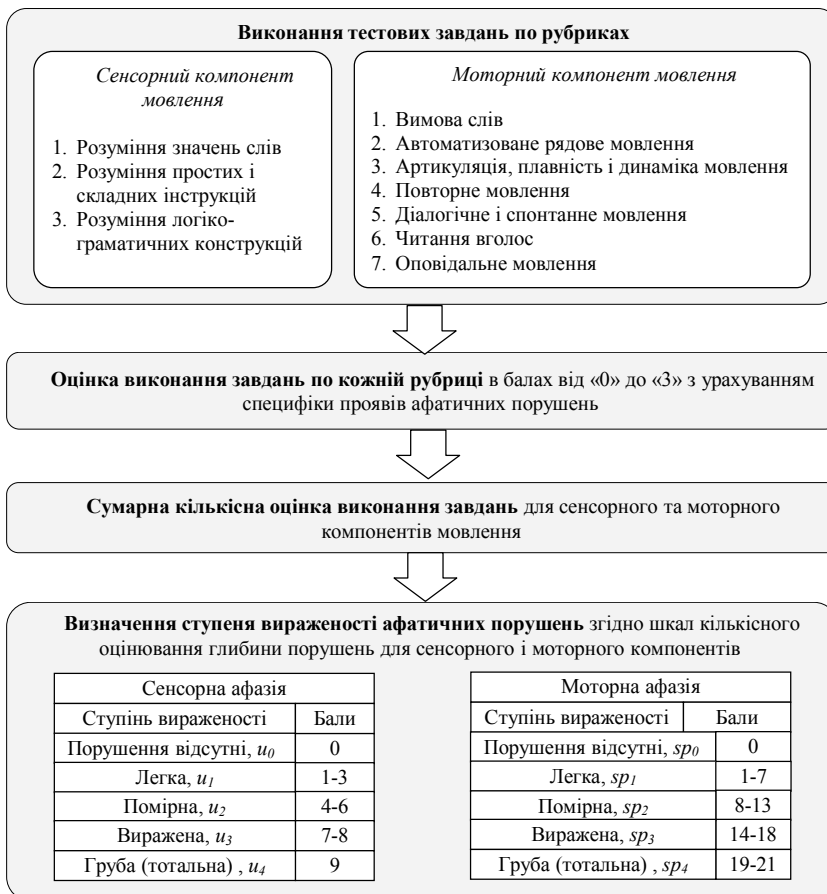 Виконання тестових завдань по рубриках
Сенсорний компонент
мовлення
1. Розуміння значень слів
2. Розуміння простих і
складних інструкцій
3. Розуміння логіко-
граматичних конструкцій
Моторний компонент мовлення
1. Вимова слів
2. Автоматизоване рядове мовлення
3. Артикуляція, плавність і динаміка мовлення
4. Повторне мовлення
5. Діалогічне і спонтанне мовлення
6. Читання вголос
7. Оповідальне мовлення
Оцінка виконання завдань по кожній рубриці в балах від «0» до «3» з урахуванням
специфіки проявів афатичних порушень
Сумарна кількісна оцінка виконання завдань для сенсорного та моторного
компонентів мовлення
Визначення ступеня вираженості афатичних порушень згідно шкал кількісного
оцінювання глибини порушень для сенсорного і моторного компонентів
Сенсорна афазія
Ступінь вираженості Бали
Порушення відсутні, u0 0
Легка, u1 1-3
Помірна, u2 4-6
Виражена, u3 7-8
Груба (тотальна) , u4 9
Моторна афазія
Ступінь вираженості Бали
Порушення відсутні, sp0 0
Легка, sp1 1-7
Помірна, sp2 8-13
Виражена, sp3 14-18
Груба (тотальна) , sp4 19-21